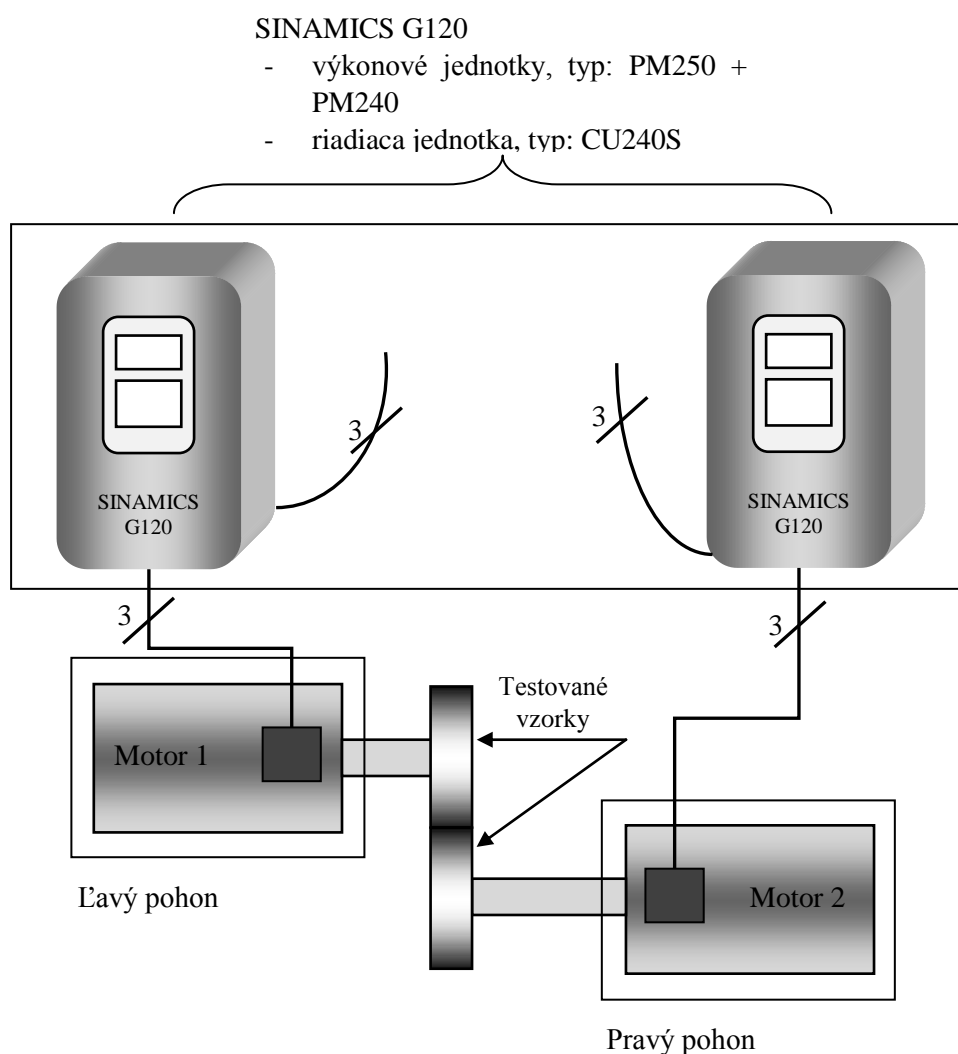 SINAMICS G120
- výkonové jednotky, typ: PM250 +
PM240
- riadiaca jednotka, typ: CU240S
3
3
SINAMICS
G120
SINAMICS
G120
3
3
Testované
vzorky
Motor 1
Motor 2
Ľavý pohon
Pravý pohon